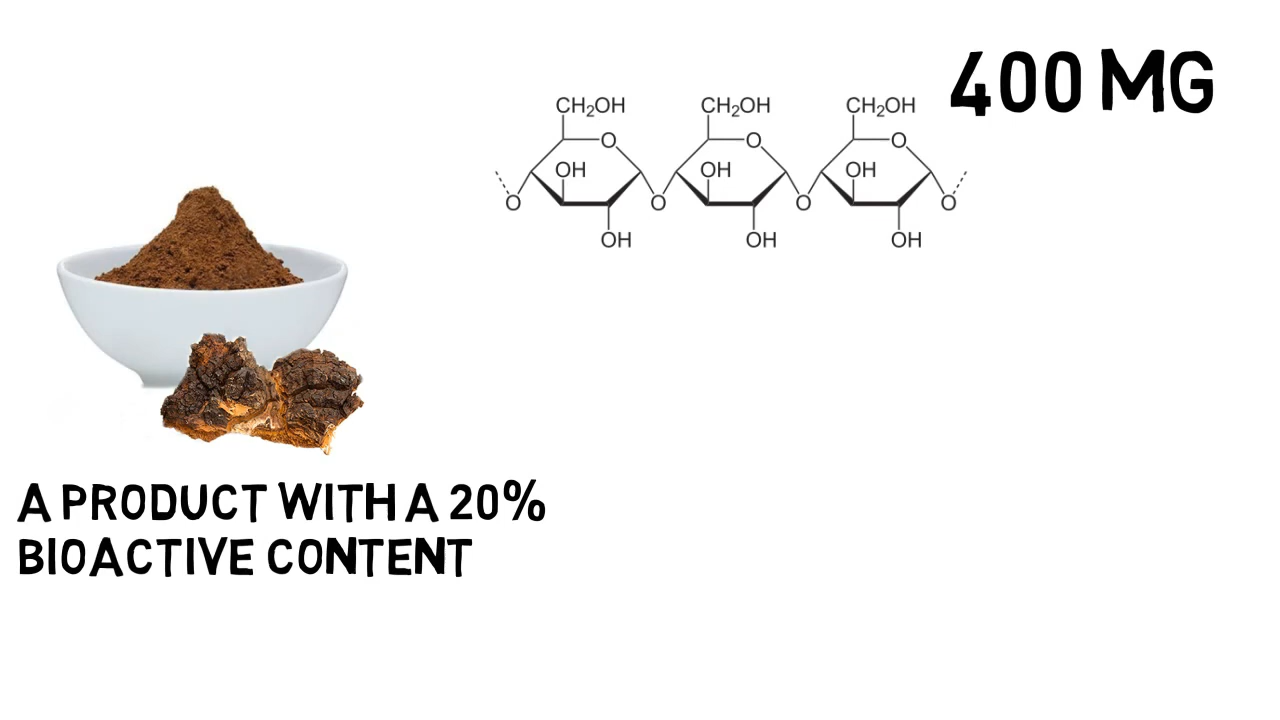 400 MG
CH₂OH CH₂OH CH₂OH
O O O
OH OH OH
O O O O
OH OH OH
A PRODUCT WITH A 20%
BIOACTIVE CONTENT